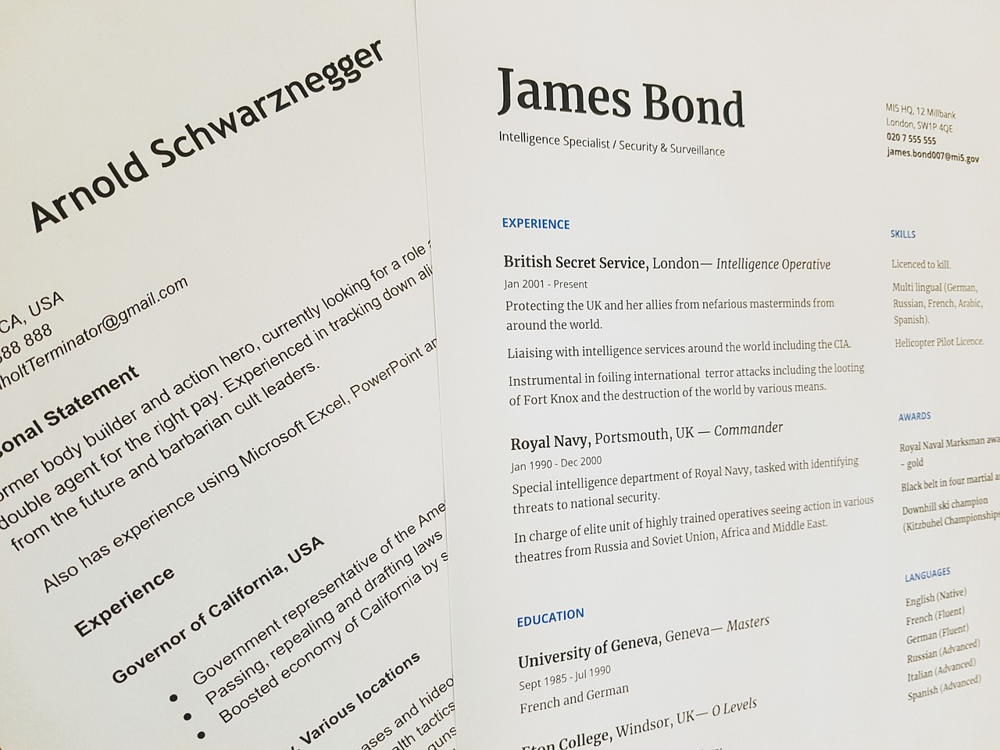 Arnold Schwarznegger
CA, USA
888 888
holtTerminator@gmail.com
onal Statement
ormer body builder and action hero, currently looking for a role
double agent for the right pay. Experienced in tracking down ali
from the future and barbarian cult leaders.
Also has experience using Microsoft Excel, PowerPoint an
Experience
Governor of California, USA
• Government representative of the Ame
• Passing, repealing and drafting laws
• Boosted economy of California by s
Various locations
ases and hideo
alth tactics
guns
James Bond
Intelligence Specialist / Security & Surveillance
MI5 HQ, 12 Millbank
London, SW1P 4QE
020 7 555 555
james.bond007@mi5.gov
EXPERIENCE
British Secret Service, London— Intelligence Operative
Jan 2001 - Present
Protecting the UK and her allies from nefarious masterminds from
around the world.
Liaising with intelligence services around the world including the CIA.
Instrumental in foiling international terror attacks including the looting
of Fort Knox and the destruction of the world by various means.
Royal Navy, Portsmouth, UK — Commander
Jan 1990 - Dec 2000
Special intelligence department of Royal Navy, tasked with identifying
threats to national security.
In charge of elite unit of highly trained operatives seeing action in various
theatres from Russia and Soviet Union, Africa and Middle East.
EDUCATION
University of Geneva, Geneva— Masters
Sept 1985 - Jul 1990
French and German
Eton College, Windsor, UK— O Levels
SKILLS
Licenced to kill.
Multi lingual (German,
Russian, French, Arabic,
Spanish).
Helicopter Pilot Licence.
AWARDS
Royal Naval Marksman awa
– gold
Black belt in four martial ar
Downhill ski champion
(Kitzbuhel Championships
LANGUAGES
English (Native)
French (Fluent)
German (Fluent)
Russian (Advanced)
Italian (Advanced)
Spanish (Advanced)